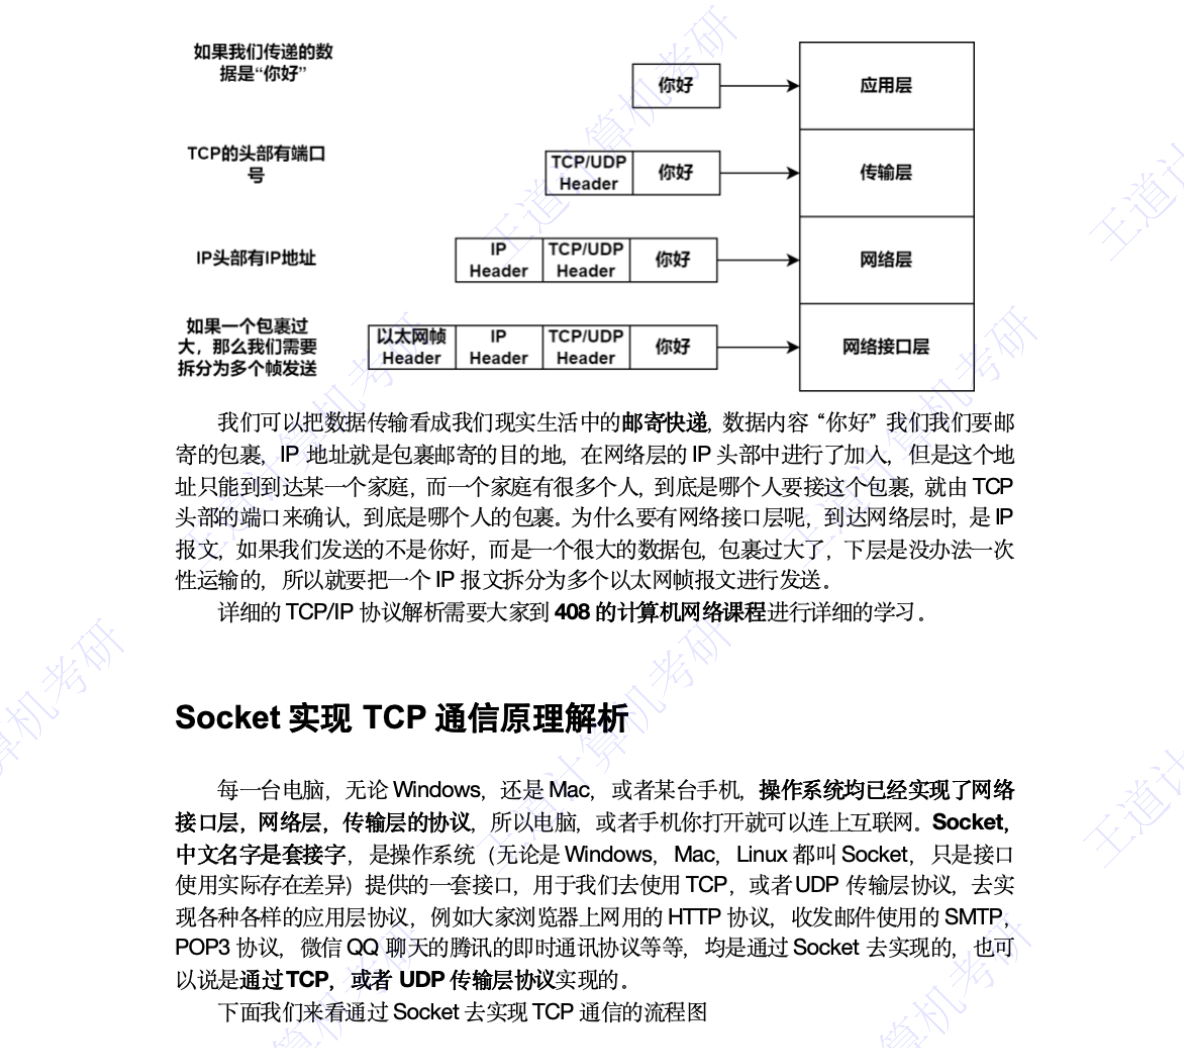 如果我们传递的数
据是“你好”
你好
应用层
TCP的头部有端口
号
TCP/UDP
Header
你好
传输层
IP头部有IP地址
IP
Header
TCP/UDP
Header
你好
网络层
如果一个包裹过
大，那么我们需要
拆分为多个帧发送
以太网帧
Header
IP
Header
TCP/UDP
Header
你好
网络接口层
我们可以把数据传输看成我们现实生活中的邮寄快递，数据内容“你好”我们我们要邮
寄的包裹，IP 地址就是包裹邮寄的目的地，在网络层的 IP 头部中进行了加入，但是这个地
址只能到到达某一个家庭，而一个家庭有很多个人，到底是哪个人要接这个包裹，就由 TCP
头部的端口来确认，到底是哪个人的包裹。为什么要有网络接口层呢，到达网络层时，是 IP
报文，如果我们发送的不是你好，而是一个很大的数据包，包裹过大了，下层是没办法一次
性运输的，所以就要把一个 IP 报文拆分为多个以太网帧报文进行发送。
详细的 TCP/IP 协议解析需要大家到 408 的计算机网络课程进行详细的学习。
Socket 实现 TCP 通信原理解析
每一台电脑，无论 Windows，还是 Mac，或者某台手机，操作系统均已经实现了网络
接口层，网络层，传输层的协议，所以电脑，或者手机你打开就可以连上互联网。Socket，
中文名字是套接字，是操作系统（无论是 Windows，Mac，Linux 都叫 Socket，只是接口
使用实际存在差异）提供的一套接口，用于我们去使用 TCP，或者 UDP 传输层协议，去实
现各种各样的应用层协议，例如大家浏览器上网用的 HTTP 协议，收发邮件使用的 SMTP，
POP3 协议，微信 QQ 聊天的腾讯的即时通讯协议等等，均是通过 Socket 去实现的，也可
以说是通过 TCP，或者 UDP 传输层协议实现的。
下面我们来看通过 Socket 去实现 TCP 通信的流程图
王道计算机考研
王道计算机考研
王道计算机考研
王道计算机考研